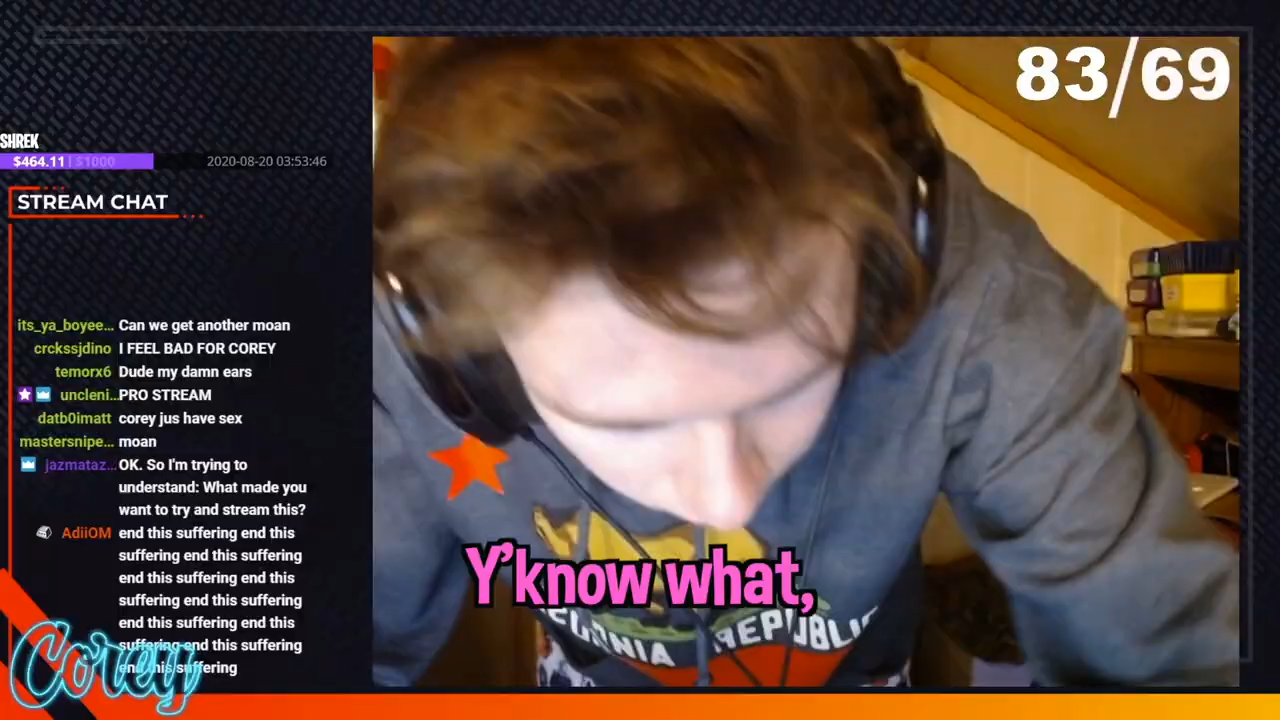 83/69
SHREK
$464.11 | $1000
2020-08-20 03:53:46
STREAM CHAT
its_ya_boyee... Can we get another moan
crckssjdino I FEEL BAD FOR COREY
temorx6 Dude my damn ears
uncleni... PRO STREAM
datb0imatt corey jus have sex
mastersnipe... moan
jazmataz... OK. So I'm trying to
understand: What made you
want to try and stream this?
AdiiOM end this suffering end this
suffering end this suffering
end this suffering end this
suffering end this suffering
end this suffering end this
suffering end this suffering
end this suffering
Corey
Y'know what,
REPUBLIC